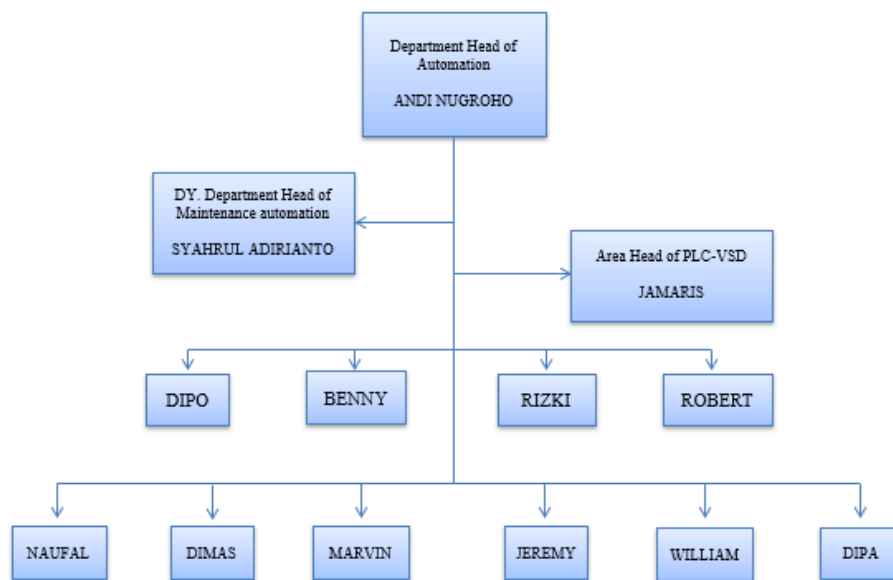 Department Head of
Automation
ANDI NUGROHO
DY. Department Head of
Maintenance automation
SYAHRUL ADIRIANTO
Area Head of PLC-VSD
JAMARIS
DIPO
BENNY
RIZKI
ROBERT
NAUFAL
DIMAS
MARVIN
JEREMY
WILLIAM
DIPA